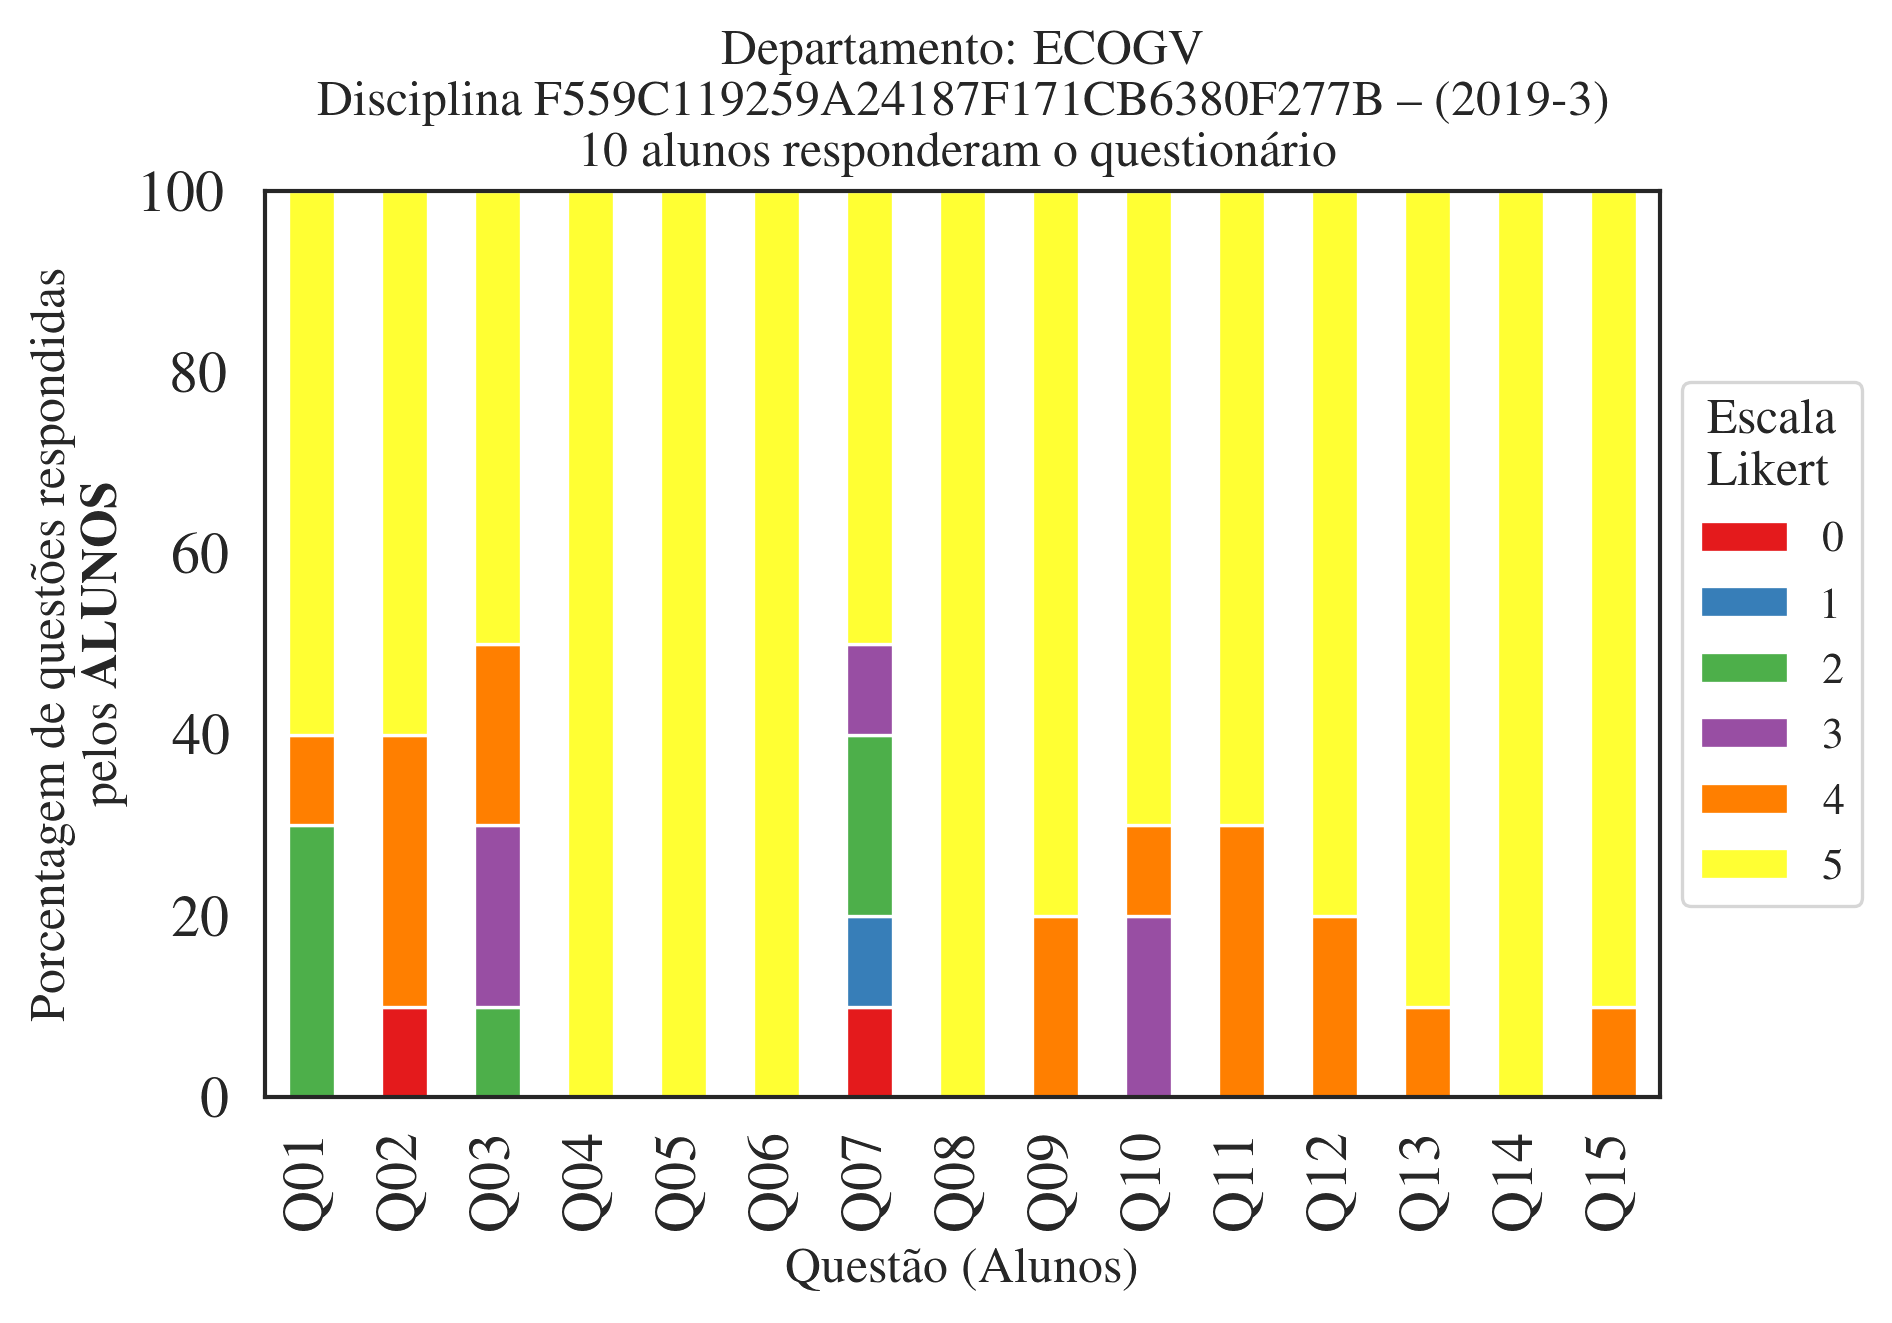 Departamento: ECOGV
Disciplina F559C119259A24187F171CB6380F277B – (2019-3)
10 alunos responderam o questionário
Porcentagem de questões respondidas
pelos ALUNOS
100
80
60
40
20
0
Q01
Q02
Q03
Q04
Q05
Q06
Q07
Q08
Q09
Q10
Q11
Q12
Q13
Q14
Q15
Questão (Alunos)
Escala
Likert
0
1
2
3
4
5